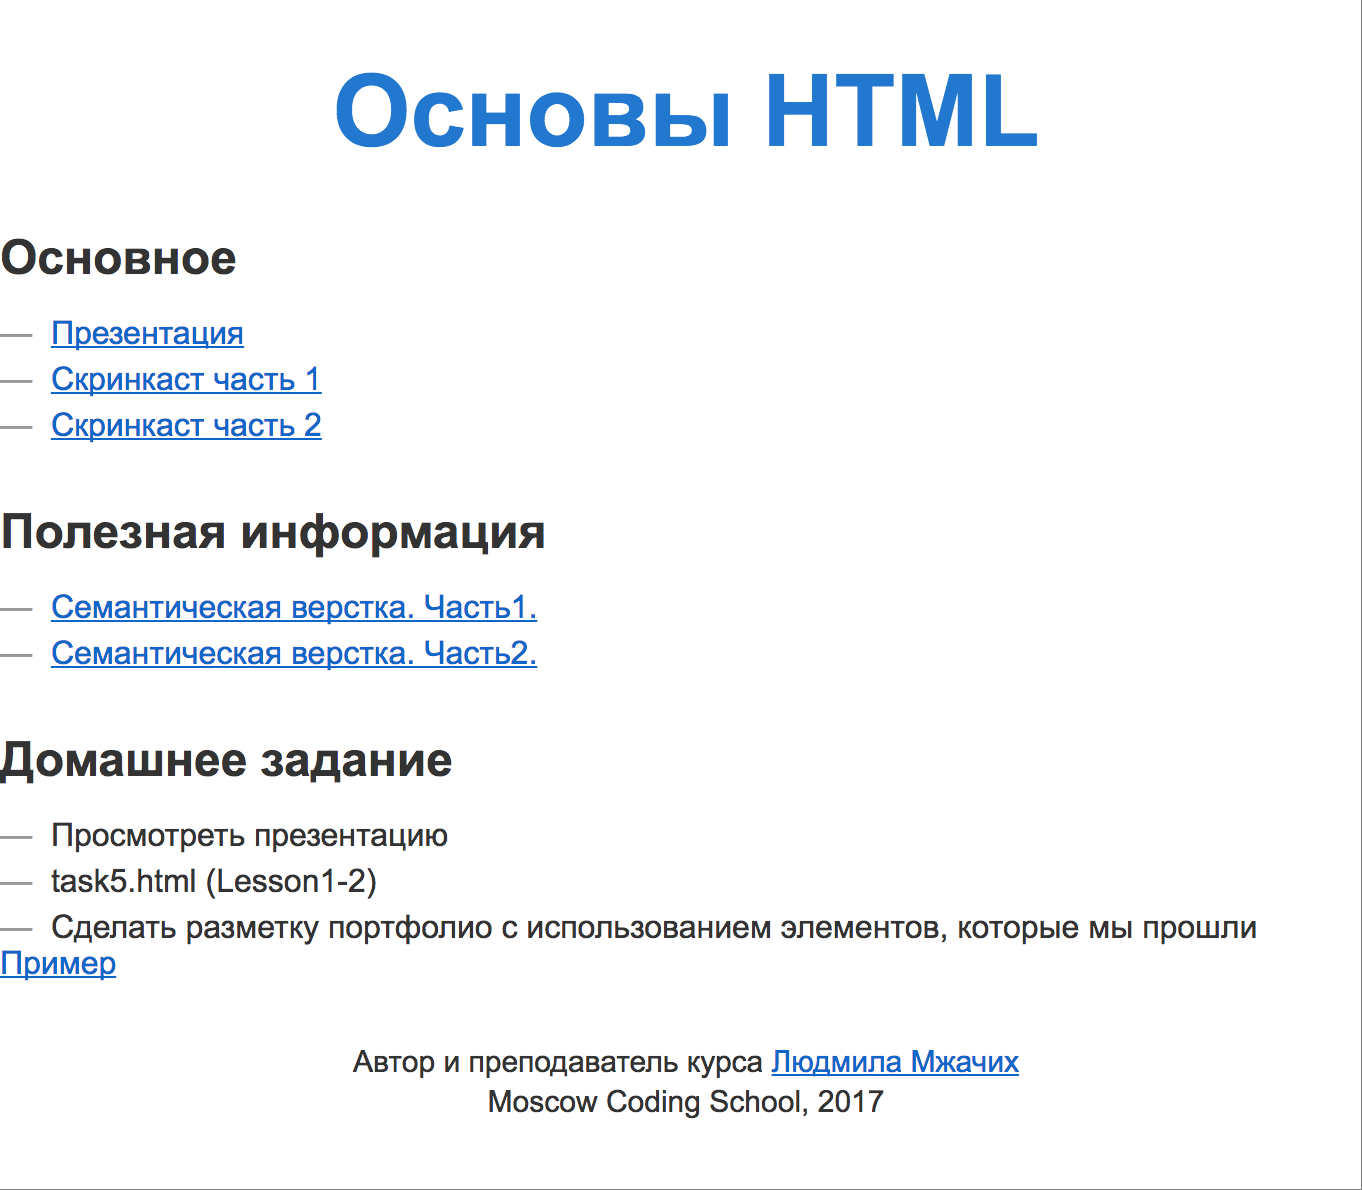 Основы HTML
Основное
— Презентация
— Скринкаст часть 1
— Скринкаст часть 2
Полезная информация
— Семантическая верстка. Часть1.
— Семантическая верстка. Часть2.
Домашнее задание
— Просмотреть презентацию
— task5.html (Lesson1-2)
— Сделать разметку портфолио с использованием элементов, которые мы прошли
Пример
Автор и преподаватель курса Людмила Мжачих
Moscow Coding School, 2017